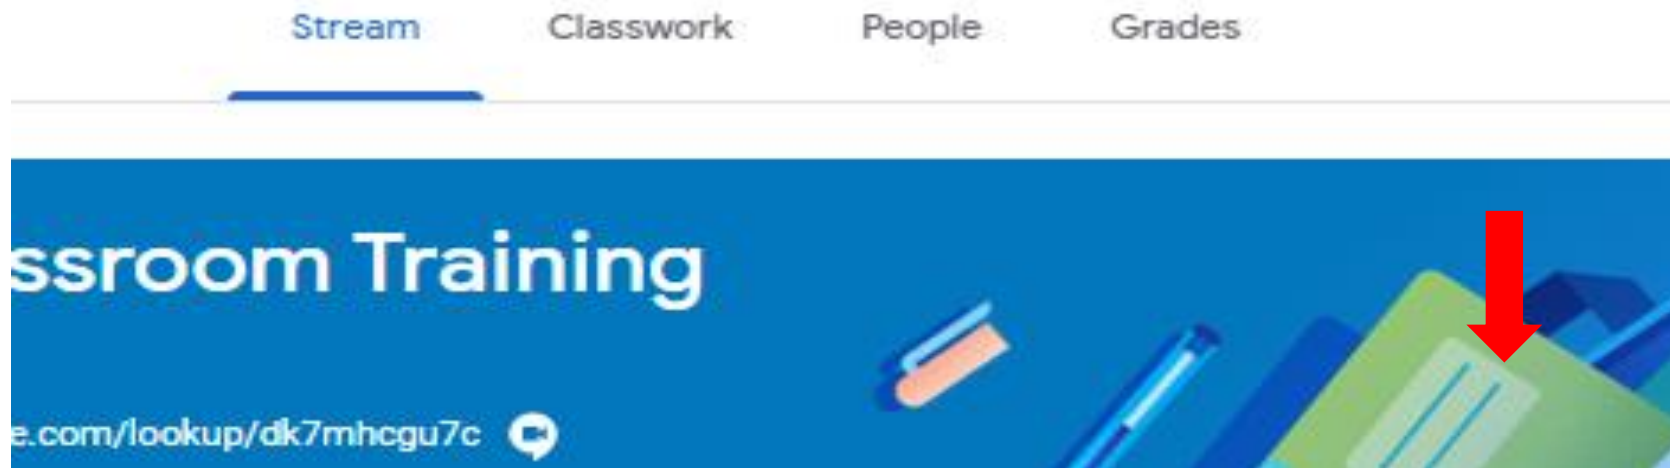 Stream Classwork People Grades
ssroom Training
e.com/lookup/dk7mhcgu7c